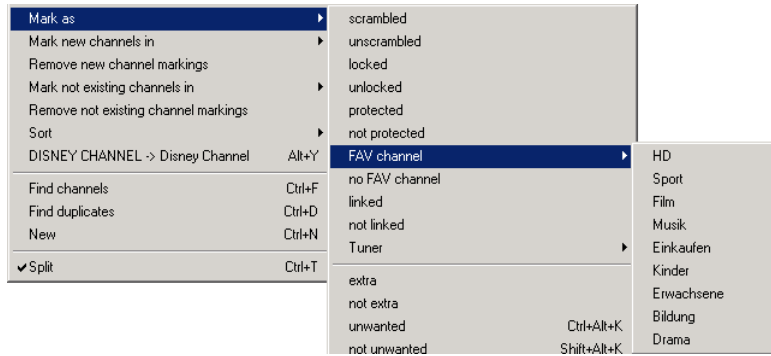 Mark as
Mark new channels in
Remove new channel markings
Mark not existing channels in
Remove not existing channel markings
Sort
DISNEY CHANNEL -> Disney Channel Alt+Y
Find channels Ctrl+F
Find duplicates Ctrl+D
New Ctrl+N
Split Ctrl+T
scrambled
unscrambled
locked
unlocked
protected
not protected
FAV channel
no FAV channel
linked
not linked
Tuner
extra
not extra
unwanted Ctrl+Alt+K
not unwanted Shift+Alt+K
HD
Sport
Film
Musik
Einkaufen
Kinder
Erwachsene
Bildung
Drama